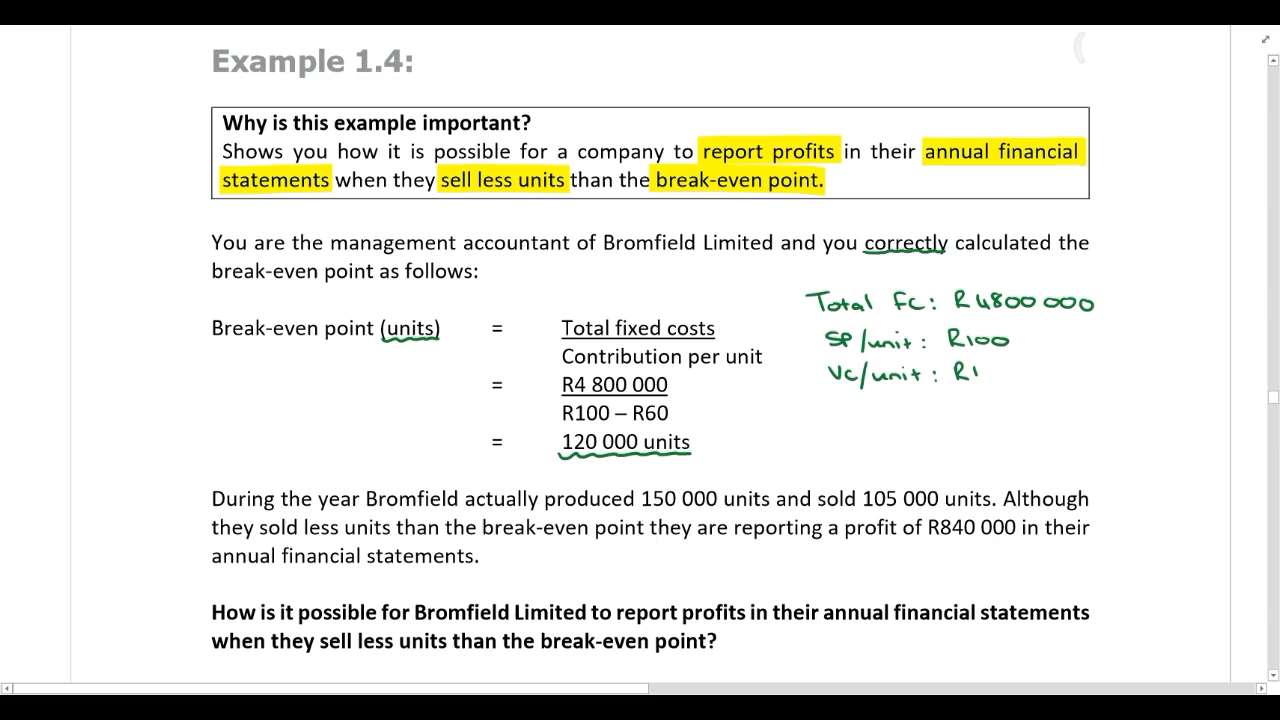 Example 1.4:
Why is this example important?
Shows you how it is possible for a company to report profits in their annual financial
statements when they sell less units than the break-even point.
You are the management accountant of Bromfield Limited and you correctly calculated the
break-even point as follows:
Total FC: R4800 000
Break-even point (units) = Total fixed costs
SP/unit: R100
Contribution per unit
VC/unit: R1
= R4 800 000
R100 – R60
= 120 000 units
During the year Bromfield actually produced 150 000 units and sold 105 000 units. Although
they sold less units than the break-even point they are reporting a profit of R840 000 in their
annual financial statements.
How is it possible for Bromfield Limited to report profits in their annual financial statements
when they sell less units than the break-even point?